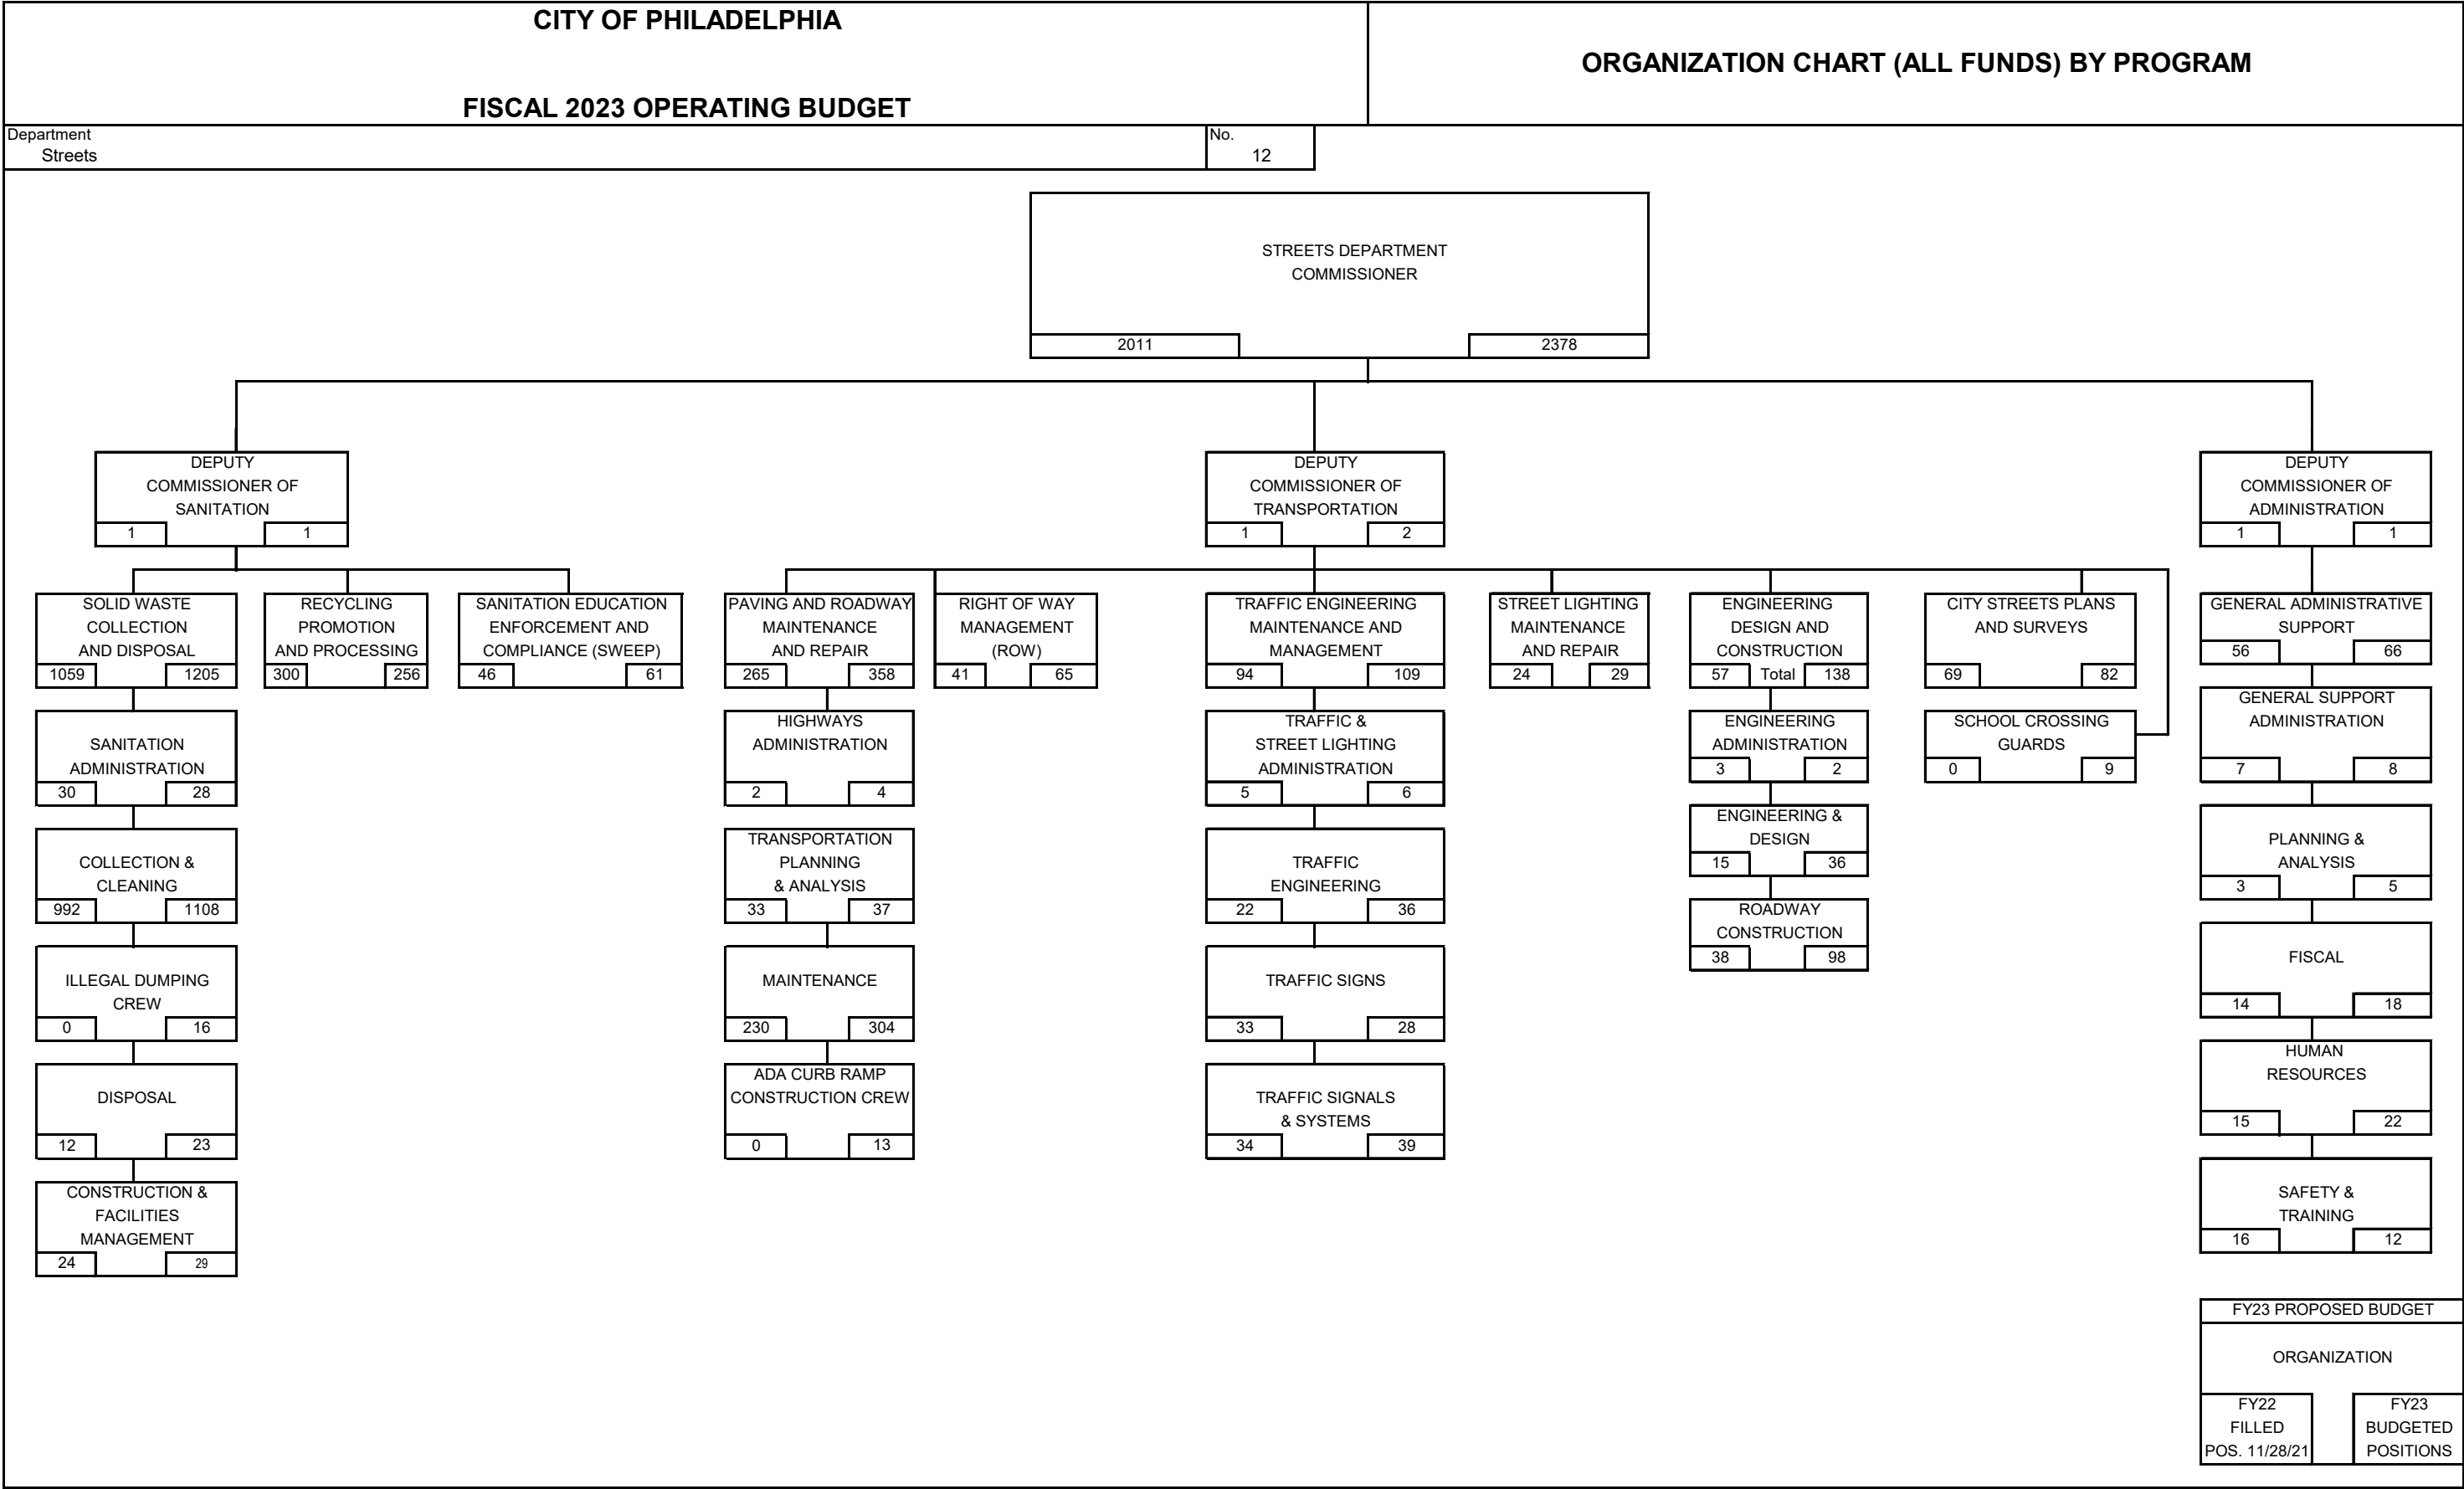 CITY OF PHILADELPHIA
FISCAL 2023 OPERATING BUDGET
ORGANIZATION CHART (ALL FUNDS) BY PROGRAM
Department
Streets
No.
12
STREETS DEPARTMENT
COMMISSIONER
2011
2378
DEPUTY
COMMISSIONER OF
SANITATION
1
1
DEPUTY
COMMISSIONER OF
TRANSPORTATION
1
2
DEPUTY
COMMISSIONER OF
ADMINISTRATION
1
1
SOLID WASTE
COLLECTION
AND DISPOSAL
1059
1205
RECYCLING
PROMOTION
AND PROCESSING
300
256
SANITATION EDUCATION
ENFORCEMENT AND
COMPLIANCE (SWEEP)
46
61
PAVING AND ROADWAY
MAINTENANCE
AND REPAIR
265
358
RIGHT OF WAY
MANAGEMENT
(ROW)
41
65
TRAFFIC ENGINEERING
MAINTENANCE AND
MANAGEMENT
94
109
STREET LIGHTING
MAINTENANCE
AND REPAIR
24
29
ENGINEERING
DESIGN AND
CONSTRUCTION
57
Total
138
CITY STREETS PLANS
AND SURVEYS
69
82
GENERAL ADMINISTRATIVE
SUPPORT
56
66
SANITATION
ADMINISTRATION
30
28
HIGHWAYS
ADMINISTRATION
2
4
TRAFFIC &
STREET LIGHTING
ADMINISTRATION
5
6
ENGINEERING
ADMINISTRATION
3
2
SCHOOL CROSSING
GUARDS
0
9
GENERAL SUPPORT
ADMINISTRATION
7
8
COLLECTION &
CLEANING
992
1108
TRANSPORTATION
PLANNING
& ANALYSIS
33
37
TRAFFIC
ENGINEERING
22
36
ENGINEERING &
DESIGN
15
36
PLANNING &
ANALYSIS
3
5
ILLEGAL DUMPING
CREW
0
16
MAINTENANCE
230
304
TRAFFIC SIGNS
33
28
ROADWAY
CONSTRUCTION
38
98
FISCAL
14
18
DISPOSAL
12
23
ADA CURB RAMP
CONSTRUCTION CREW
0
13
TRAFFIC SIGNALS
& SYSTEMS
34
39
HUMAN
RESOURCES
15
22
CONSTRUCTION &
FACILITIES
MANAGEMENT
24
29
SAFETY &
TRAINING
16
12
FY23 PROPOSED BUDGET
ORGANIZATION
FY22
FILLED
POS. 11/28/21
FY23
BUDGETED
POSITIONS